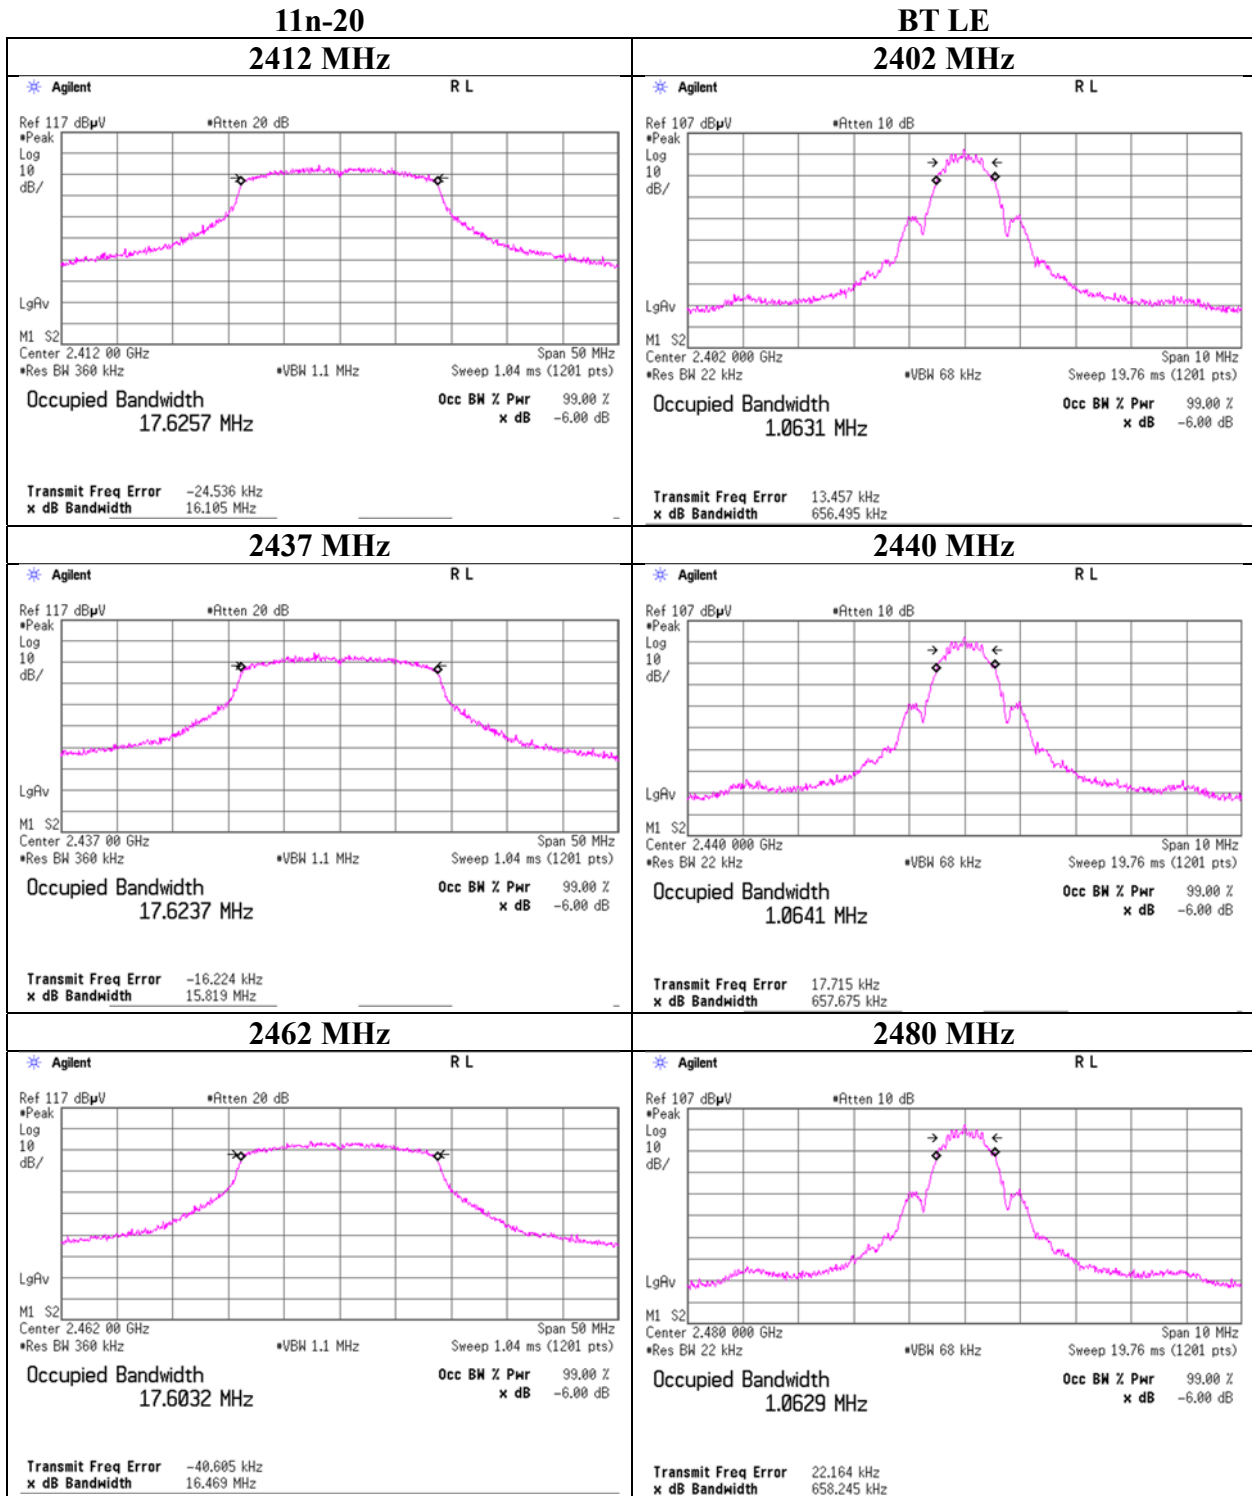 11n-20 BT LE
2412 MHz 2402 MHz
Agilent R L
Ref 117 dBµV #Atten 20 dB
#Peak
Log
10
dB/
LgAv
M1 S2
Center 2.412 00 GHz Span 50 MHz
#Res BW 360 kHz #VBW 1.1 MHz Sweep 1.04 ms (1201 pts)
Occupied Bandwidth Occ BW % Pwr 99.00 %
17.6257 MHz x dB -6.00 dB
Transmit Freq Error -24.536 kHz
x dB Bandwidth 16.105 MHz
Agilent R L
Ref 107 dBµV #Atten 10 dB
#Peak
Log
10
dB/
LgAv
M1 S2
Center 2.402 000 GHz Span 10 MHz
#Res BW 22 kHz #VBW 68 kHz Sweep 19.76 ms (1201 pts)
Occupied Bandwidth Occ BW % Pwr 99.00 %
1.0631 MHz x dB -6.00 dB
Transmit Freq Error 13.457 kHz
x dB Bandwidth 656.495 kHz
2437 MHz 2440 MHz
Agilent R L
Ref 117 dBµV #Atten 20 dB
#Peak
Log
10
dB/
LgAv
M1 S2
Center 2.437 00 GHz Span 50 MHz
#Res BW 360 kHz #VBW 1.1 MHz Sweep 1.04 ms (1201 pts)
Occupied Bandwidth Occ BW % Pwr 99.00 %
17.6237 MHz x dB -6.00 dB
Transmit Freq Error -16.224 kHz
x dB Bandwidth 15.819 MHz
Agilent R L
Ref 107 dBµV #Atten 10 dB
#Peak
Log
10
dB/
LgAv
M1 S2
Center 2.440 000 GHz Span 10 MHz
#Res BW 22 kHz #VBW 68 kHz Sweep 19.76 ms (1201 pts)
Occupied Bandwidth Occ BW % Pwr 99.00 %
1.0641 MHz x dB -6.00 dB
Transmit Freq Error 17.715 kHz
x dB Bandwidth 657.675 kHz
2462 MHz 2480 MHz
Agilent R L
Ref 117 dBµV #Atten 20 dB
#Peak
Log
10
dB/
LgAv
M1 S2
Center 2.462 00 GHz Span 50 MHz
#Res BW 360 kHz #VBW 1.1 MHz Sweep 1.04 ms (1201 pts)
Occupied Bandwidth Occ BW % Pwr 99.00 %
17.6032 MHz x dB -6.00 dB
Transmit Freq Error -40.605 kHz
x dB Bandwidth 16.469 MHz
Agilent R L
Ref 107 dBµV #Atten 10 dB
#Peak
Log
10
dB/
LgAv
M1 S2
Center 2.480 000 GHz Span 10 MHz
#Res BW 22 kHz #VBW 68 kHz Sweep 19.76 ms (1201 pts)
Occupied Bandwidth Occ BW % Pwr 99.00 %
1.0629 MHz x dB -6.00 dB
Transmit Freq Error 22.164 kHz
x dB Bandwidth 658.245 kHz